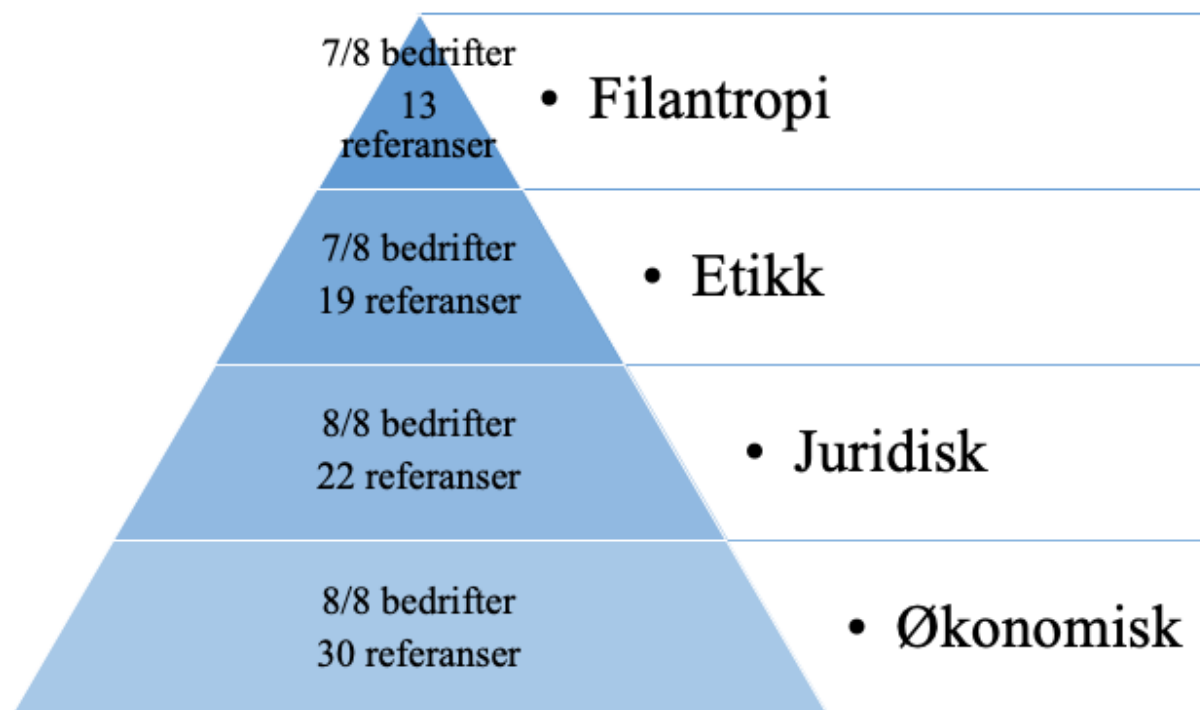 7/8 bedrifter
13
referanser
• Filantropi
7/8 bedrifter
19 referanser
• Etikk
8/8 bedrifter
22 referanser
• Juridisk
8/8 bedrifter
30 referanser
• Økonomisk